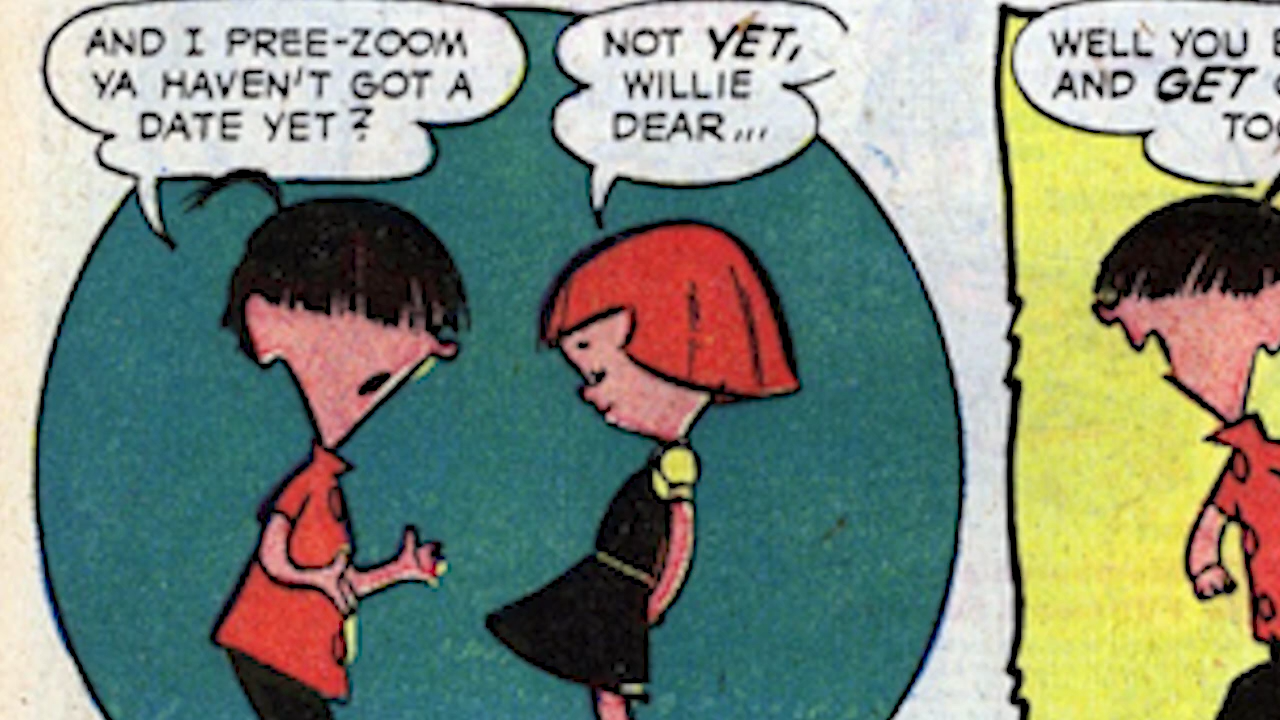 AND I PREE-ZOOM
YA HAVEN'T GOT A
DATE YET?
NOT YET,
WILLIE
DEAR...
WELL YOU
AND GET